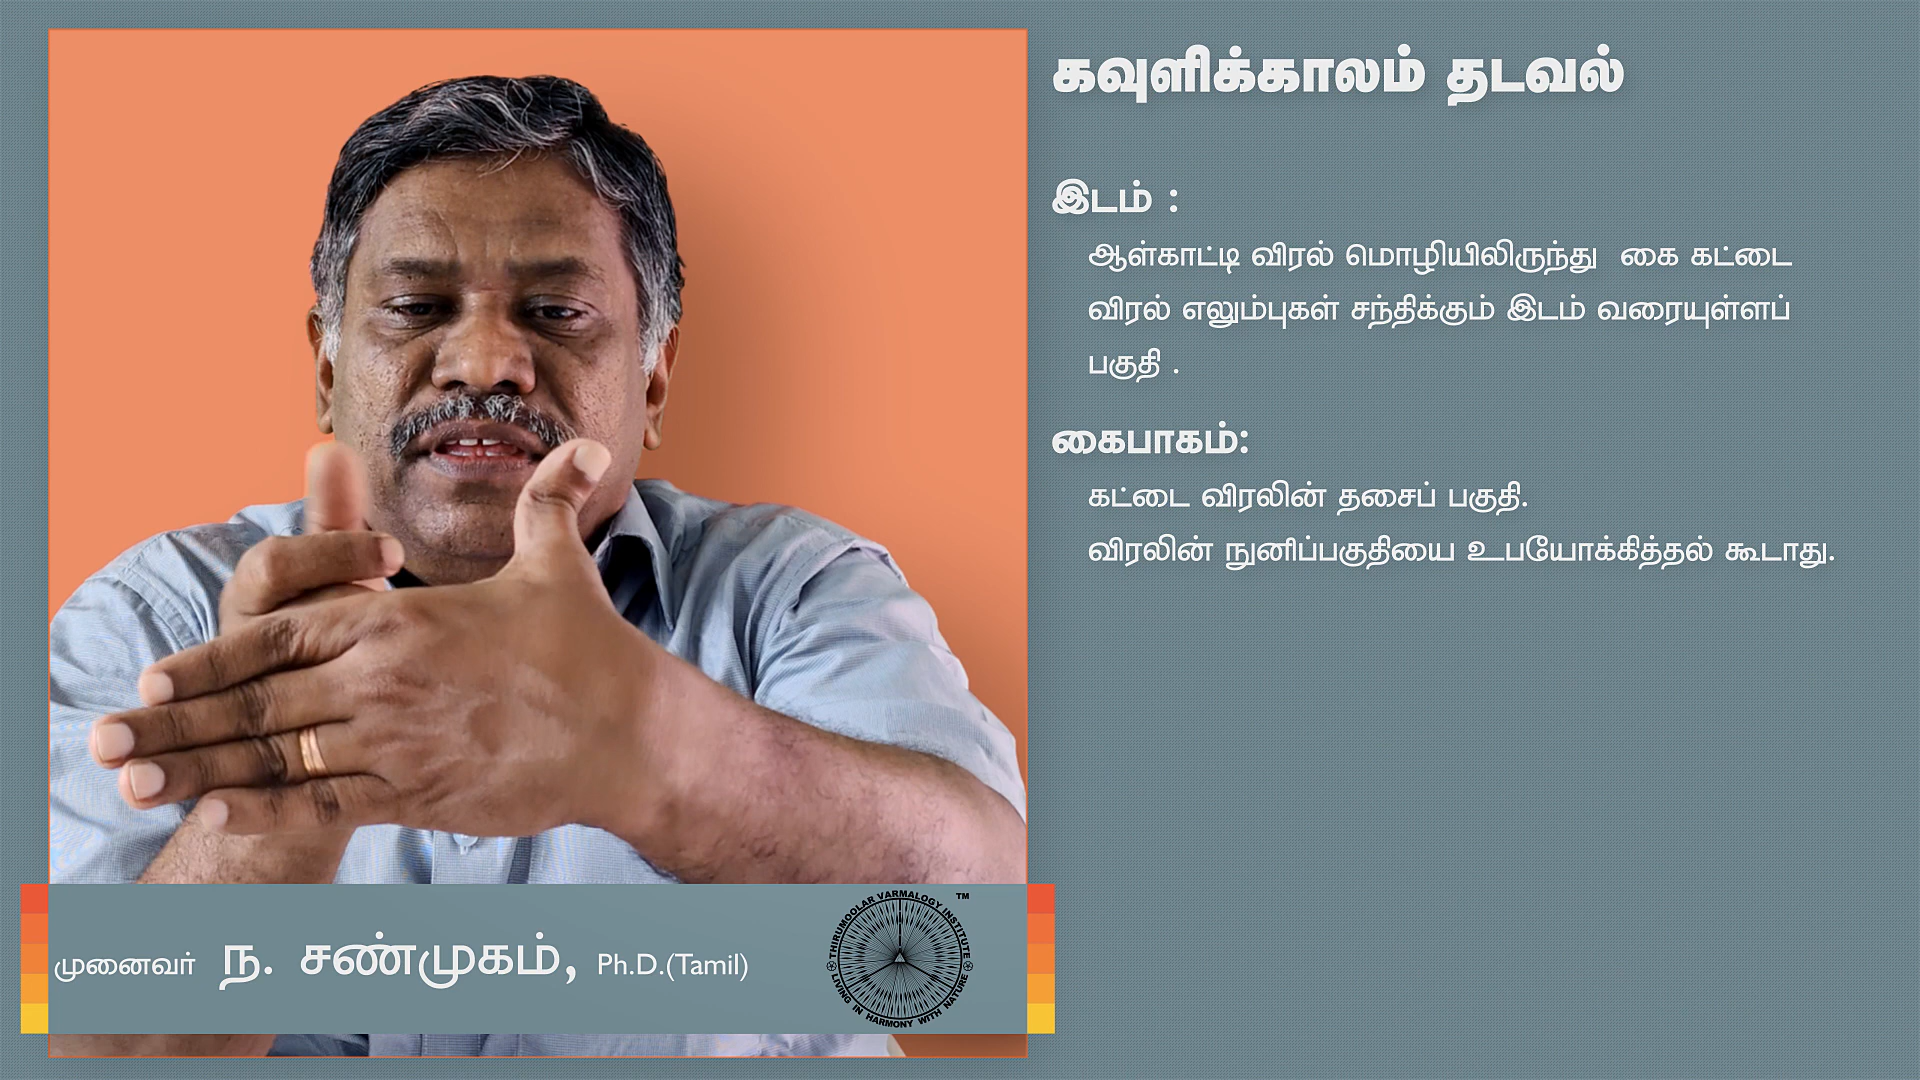 கவுளிக்காலம் தடவல்
இடம் :
ஆள்காட்டி விரல் மொழியிலிருந்து கை கட்டை
விரல் எலும்புகள் சந்திக்கும் இடம் வரையுள்ளப்
பகுதி .
கைபாகம்:
கட்டை விரலின் தசைப் பகுதி.
விரலின் நுனிப்பகுதியை உபயோக்கித்தல் கூடாது.
முனைவர் ந. சண்முகம், Ph.D.(Tamil)
THIRUMOOLAR VARMALOGY INSTITUTE
TM
LIVING IN HARMONY WITH NATURE